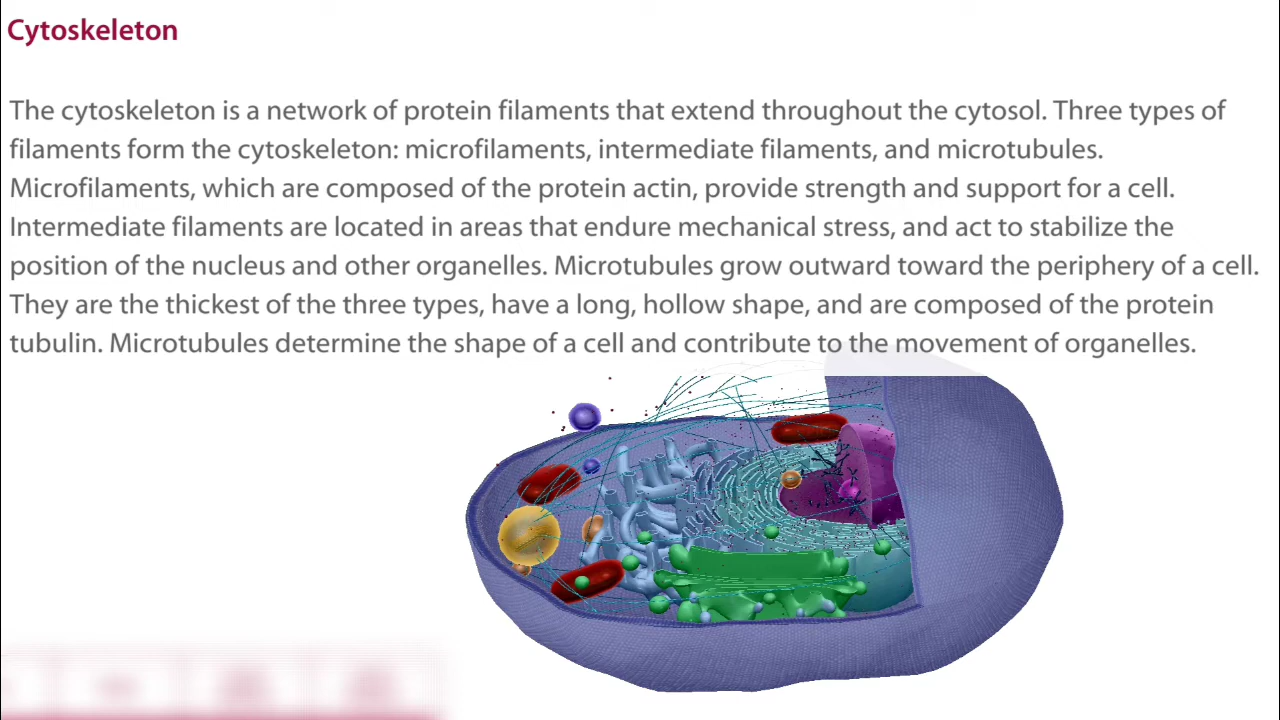 Cytoskeleton
The cytoskeleton is a network of protein filaments that extend throughout the cytosol. Three types of
filaments form the cytoskeleton: microfilaments, intermediate filaments, and microtubules.
Microfilaments, which are composed of the protein actin, provide strength and support for a cell.
Intermediate filaments are located in areas that endure mechanical stress, and act to stabilize the
position of the nucleus and other organelles. Microtubules grow outward toward the periphery of a cell.
They are the thickest of the three types, have a long, hollow shape, and are composed of the protein
tubulin. Microtubules determine the shape of a cell and contribute to the movement of organelles.